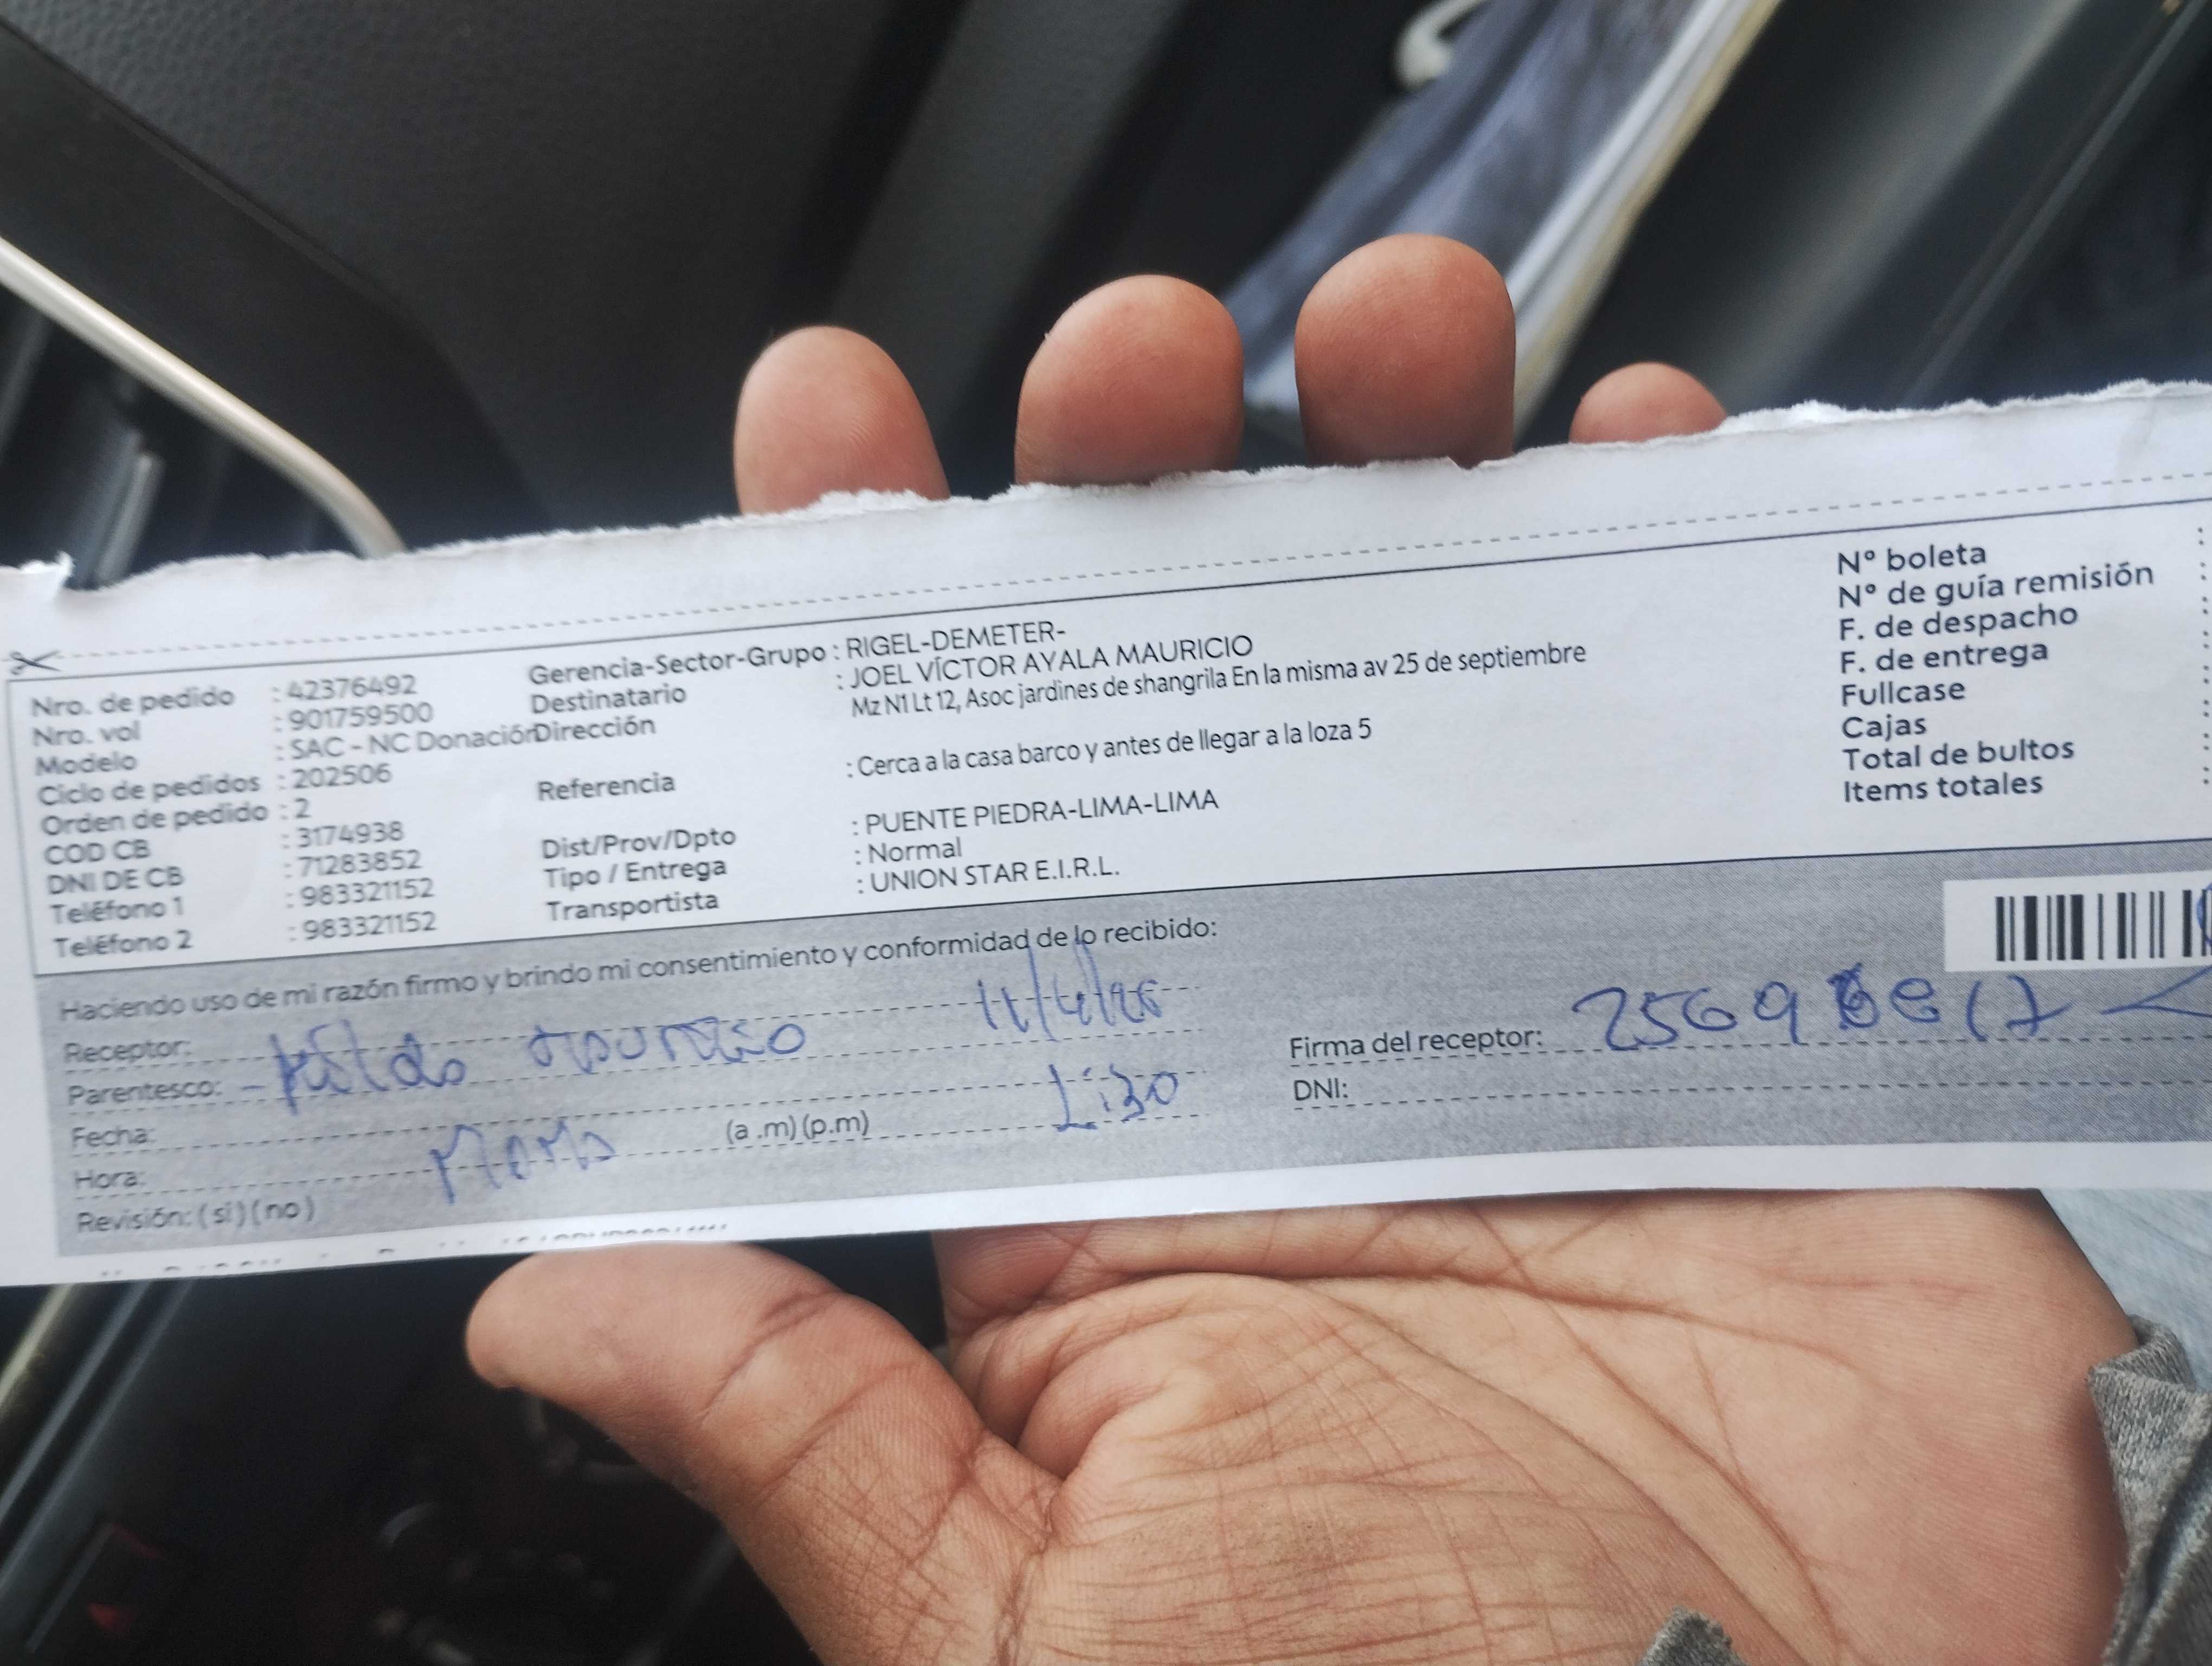 Nro. de pedido : 42376492
Nro. vol : 901759500
Modelo : SAC - NC Donación
Ciclo de pedidos : 202506
Orden de pedido : 2
COD CB : 3174938
DNI DE CB : 71283852
Teléfono 1 : 983321152
Teléfono 2 : 983321152
Gerencia-Sector-Grupo : RIGEL-DEMETER-
Destinatario : JOEL VÍCTOR AYALA MAURICIO
Dirección Mz N1 Lt 12, Asoc jardines de shangrila En la misma av 25 de septiembre
Referencia : Cerca a la casa barco y antes de llegar a la loza 5
Dist/Prov/Dpto : PUENTE PIEDRA-LIMA-LIMA
Tipo / Entrega : Normal
Transportista : UNION STAR E.I.R.L.
N° boleta :
N° de guía remisión :
F. de despacho :
F. de entrega :
Fullcase :
Cajas :
Total de bultos :
Items totales :
Haciendo uso de mi razón firmo y brindo mi consentimiento y conformidad de lo recibido:
Receptor:
Parentesco:
Fecha:
Hora: (a .m) (p.m)
Revisión: ( si ) ( no )
Firma del receptor:
DNI: